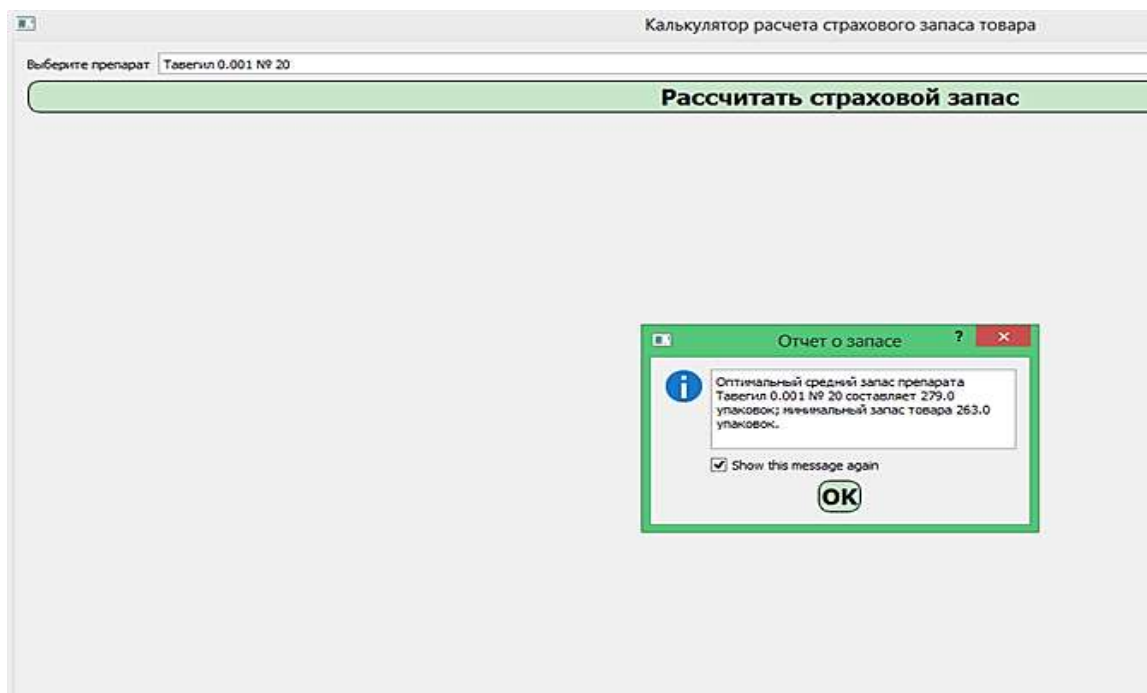 Калькулятор расчета страхового запаса товара
Выберите препарат Тавегил 0.001 № 20
Рассчитать страховой запас
Отчет о запасе ?
Оптимальный средний запас препарата
Тавегил 0.001 № 20 составляет 279.0
упаковок; минимальный запас товара 263.0
упаковок.
Show this message again
OK